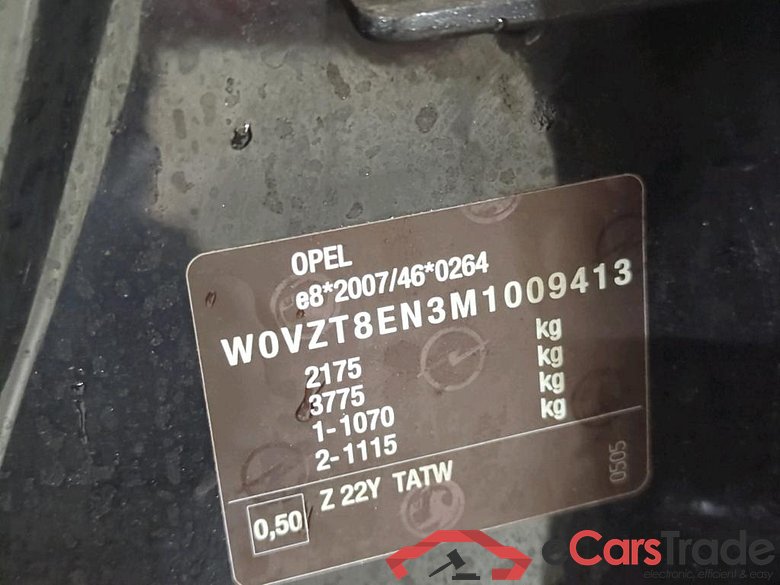 OPEL
e8*2007/46*0264
W0VZT8EN3M1009413
2175 kg
3775 kg
1-1070 kg
2-1115 kg
0,50 Z 22Y TATW
0505
eCarsTrade
electronic, efficient & easy